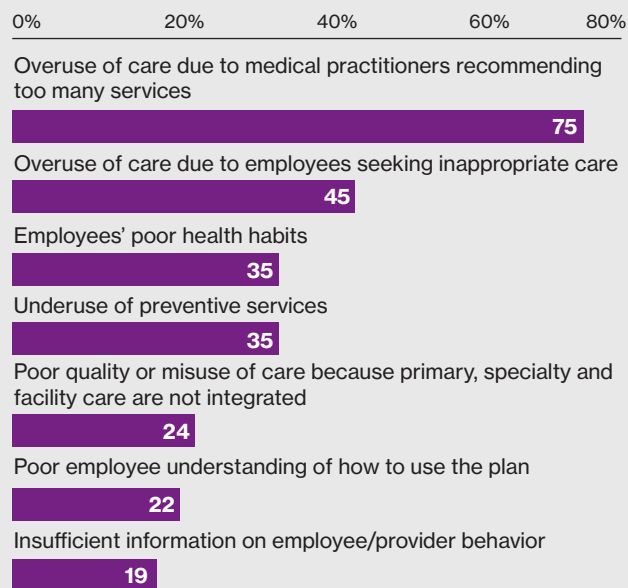 0% 20% 40% 60% 80%
Overuse of care due to medical practitioners recommending
too many services
75
Overuse of care due to employees seeking inappropriate care
45
Employees’ poor health habits
35
Underuse of preventive services
35
Poor quality or misuse of care because primary, specialty and
facility care are not integrated
24
Poor employee understanding of how to use the plan
22
Insufficient information on employee/provider behavior
19